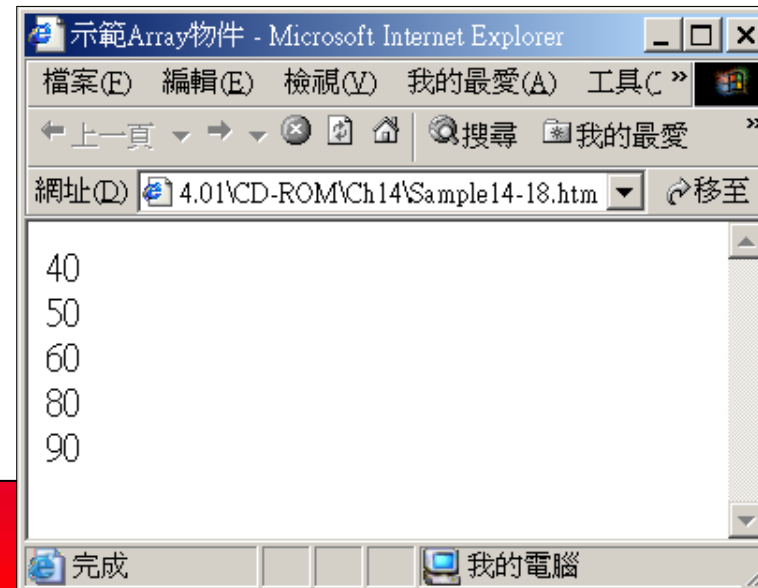 示範Array物件 - Microsoft Internet Explorer
檔案(F) 編輯(E) 檢視(V) 我的最愛(A) 工具( »
上一頁 搜尋 我的最愛 »
網址(D) 4.01\CD-ROM\Ch14\Sample14-18.htm 移至
40
50
60
80
90
完成 我的電腦